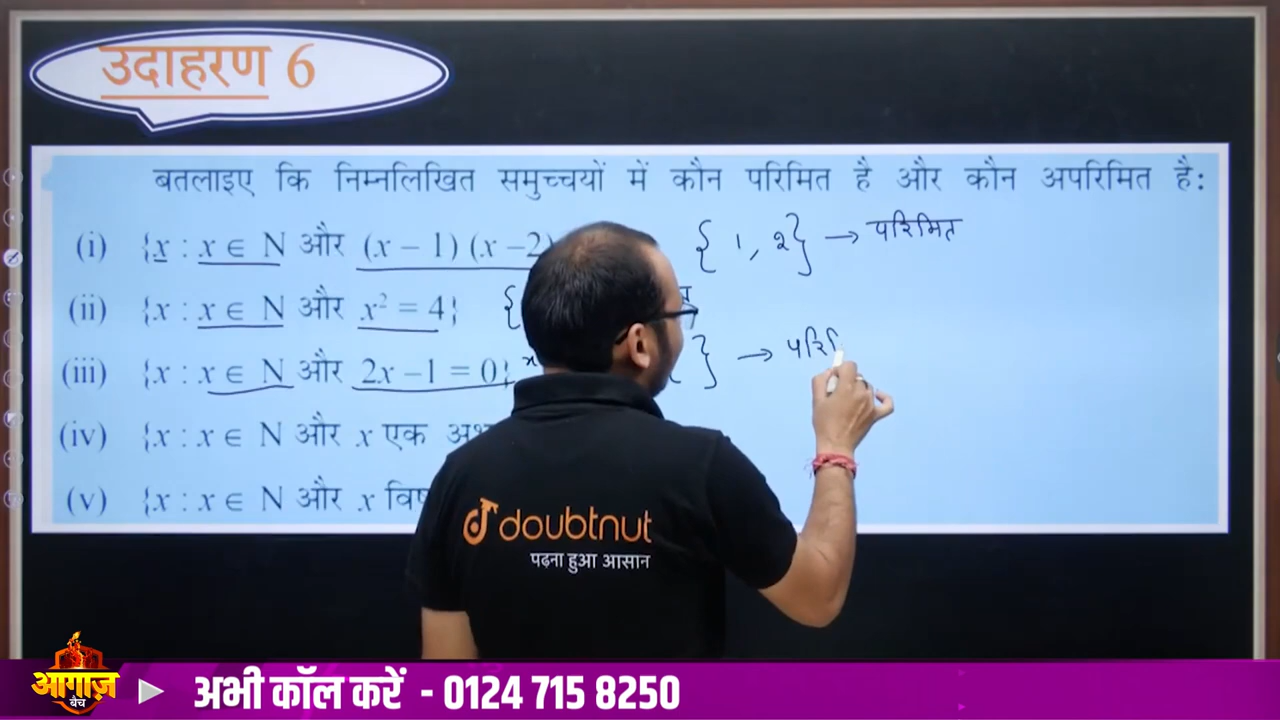 उदाहरण 6
बतलाइए कि निम्नलिखित समुच्चयों में कौन परिमित है और कौन अपरिमित है:
(i) {x : x ∈ N और (x – 1) (x –2) { 1, 2} → परिमित
(ii) {x : x ∈ N और x² = 4} {
(iii) {x : x ∈ N और 2x –1 = 0} x } → परि
(iv) {x : x ∈ N और x एक
(v) {x : x ∈ N और x
doubtnut
पढ़ना हुआ आसान
आगाज़
बैच
अभी कॉल करें - 0124 715 8250